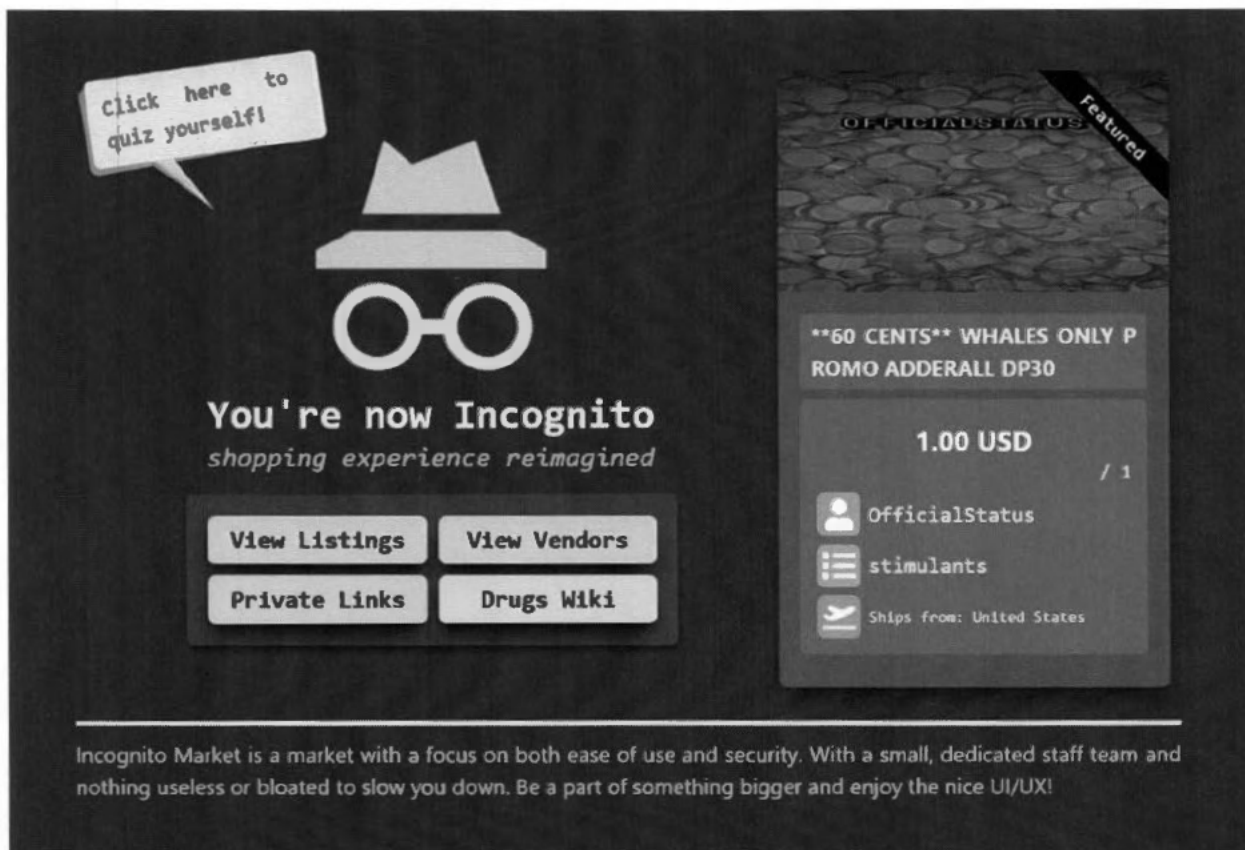 Click here to
quiz yourself!
You're now Incognito
shopping experience reimagined
View Listings
View Vendors
Private Links
Drugs Wiki
OFFICIALSTATUS
Featured
**60 CENTS** WHALES ONLY P
ROMO ADDERALL DP30
1.00 USD
/ 1
OfficialStatus
stimulants
Ships from: United States
Incognito Market is a market with a focus on both ease of use and security. With a small, dedicated staff team and
nothing useless or bloated to slow you down. Be a part of something bigger and enjoy the nice UI/UX!